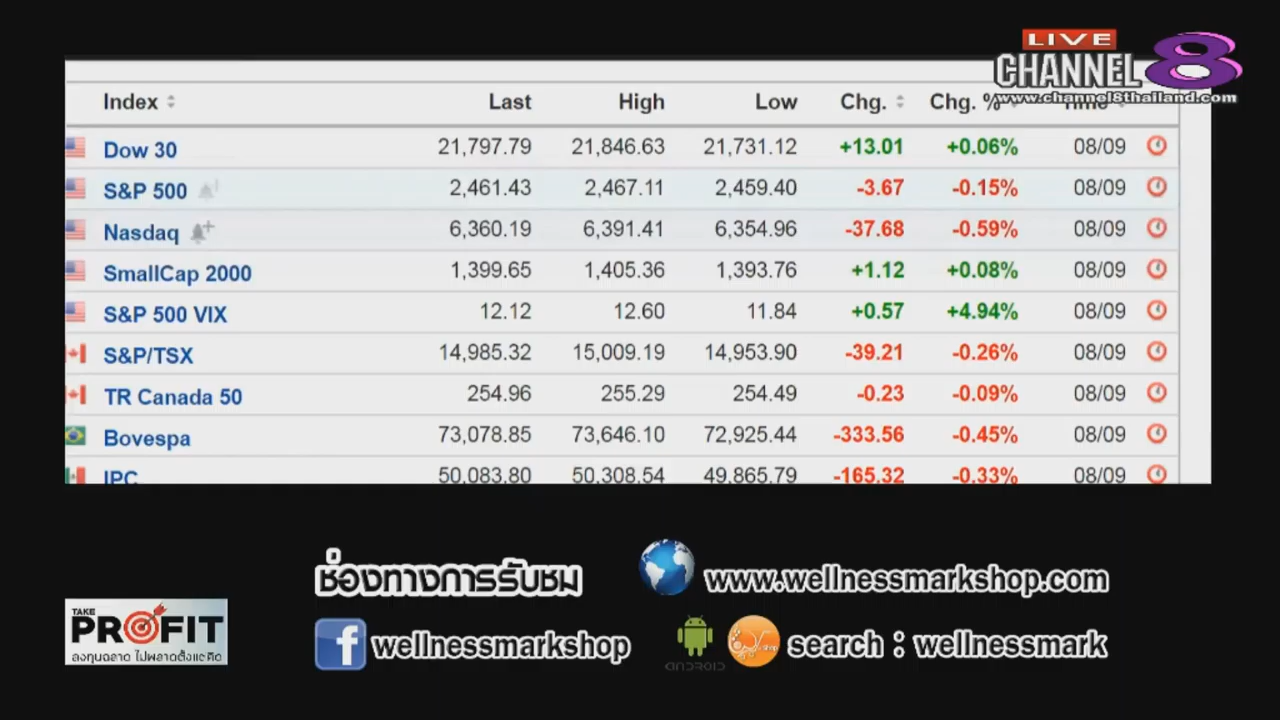 LIVE
CHANNEL 8
www.channel8thailand.com
Index Last High Low Chg. Chg. % Time
Dow 30 21,797.79 21,846.63 21,731.12 +13.01 +0.06% 08/09
S&P 500 2,461.43 2,467.11 2,459.40 -3.67 -0.15% 08/09
Nasdaq 6,360.19 6,391.41 6,354.96 -37.68 -0.59% 08/09
SmallCap 2000 1,399.65 1,405.36 1,393.76 +1.12 +0.08% 08/09
S&P 500 VIX 12.12 12.60 11.84 +0.57 +4.94% 08/09
S&P/TSX 14,985.32 15,009.19 14,953.90 -39.21 -0.26% 08/09
TR Canada 50 254.96 255.29 254.49 -0.23 -0.09% 08/09
Bovespa 73,078.85 73,646.10 72,925.44 -333.56 -0.45% 08/09
IPC 50,083.80 50,308.54 49,865.79 -165.32 -0.33% 08/09
ช่องทางการรับชม www.wellnessmarkshop.com
TAKE
PROFIT
ลงทุนฉลาด ไม่พลาดตั้งแต่คิด
f wellnessmarkshop search : wellnessmark
ANDROID